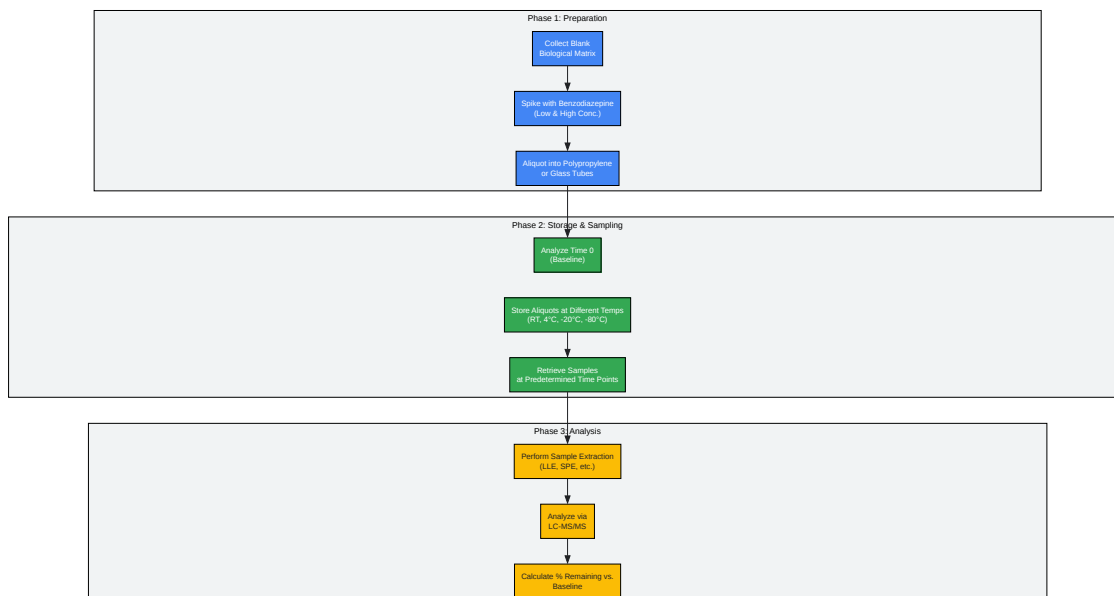 Phase 1: Preparation
Collect Blank
Biological Matrix
Spike with Benzodiazepine
(Low & High Conc.)
Aliquot into Polypropylene
or Glass Tubes
Phase 2: Storage & Sampling
Analyze Time 0
(Baseline)
Store Aliquots at Different Temps
(RT, 4°C, -20°C, -80°C)
Retrieve Samples
at Predetermined Time Points
Phase 3: Analysis
Perform Sample Extraction
(LLE, SPE, etc.)
Analyze via
LC-MS/MS
Calculate % Remaining vs.
Baseline